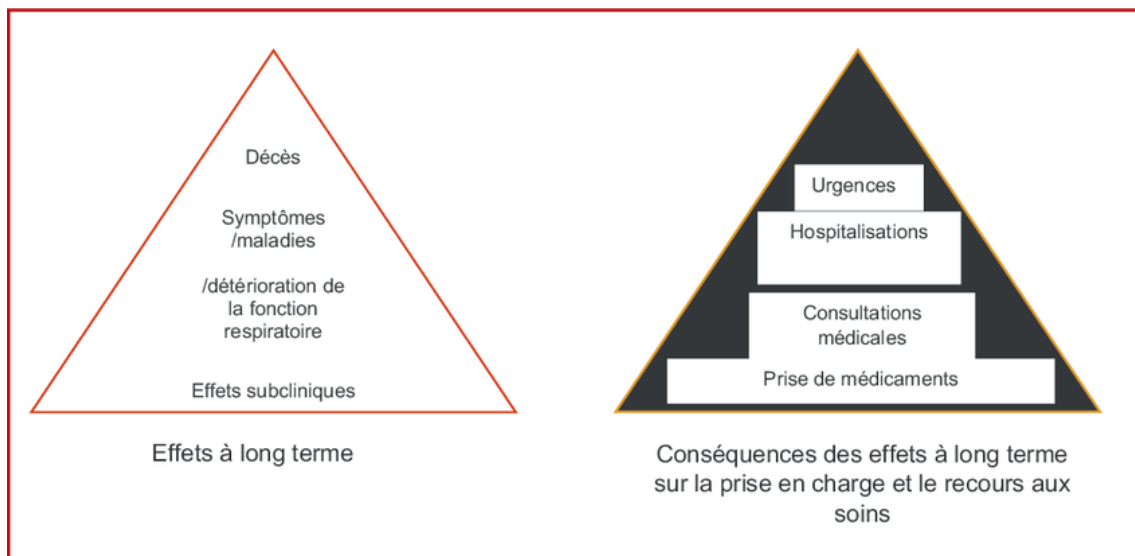 Décès
Symptômes
/maladies
/détérioration de
la fonction
respiratoire
Effets subcliniques
Effets à long terme
Urgences
Hospitalisations
Consultations
médicales
Prise de médicaments
Conséquences des effets à long terme
sur la prise en charge et le recours aux
soins